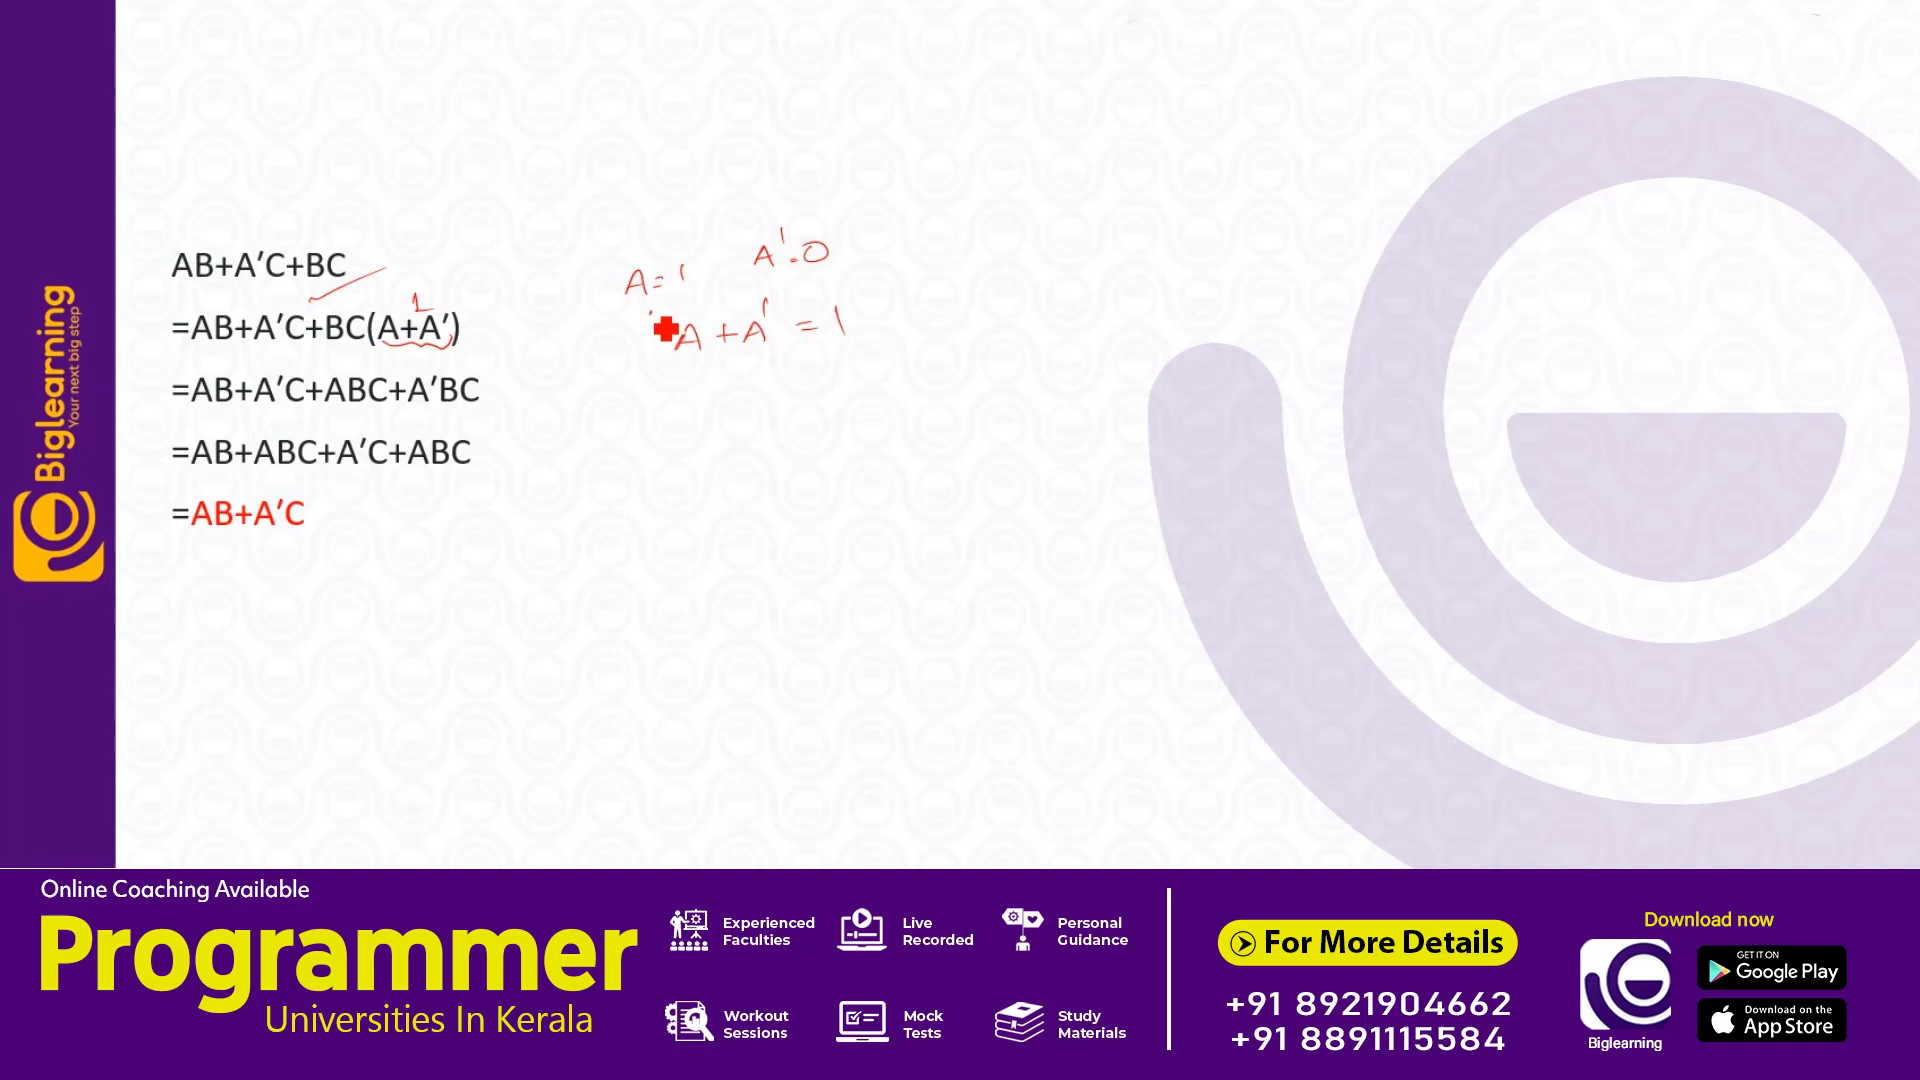 AB+A′C+BC
=AB+A′C+BC(A+A′)
1
=AB+A′C+ABC+A′BC
=AB+ABC+A′C+ABC
=AB+A′C
A=1 A'=0
A+A'=1
Biglearning
Your next big step
Online Coaching Available
Programmer
Universities In Kerala
Experienced Faculties
Live Recorded
Personal Guidance
Workout Sessions
Mock Tests
Study Materials
For More Details
+91 8921904662
+91 8891115584
Download now
Biglearning
GET IT ON
Google Play
Download on the
App Store